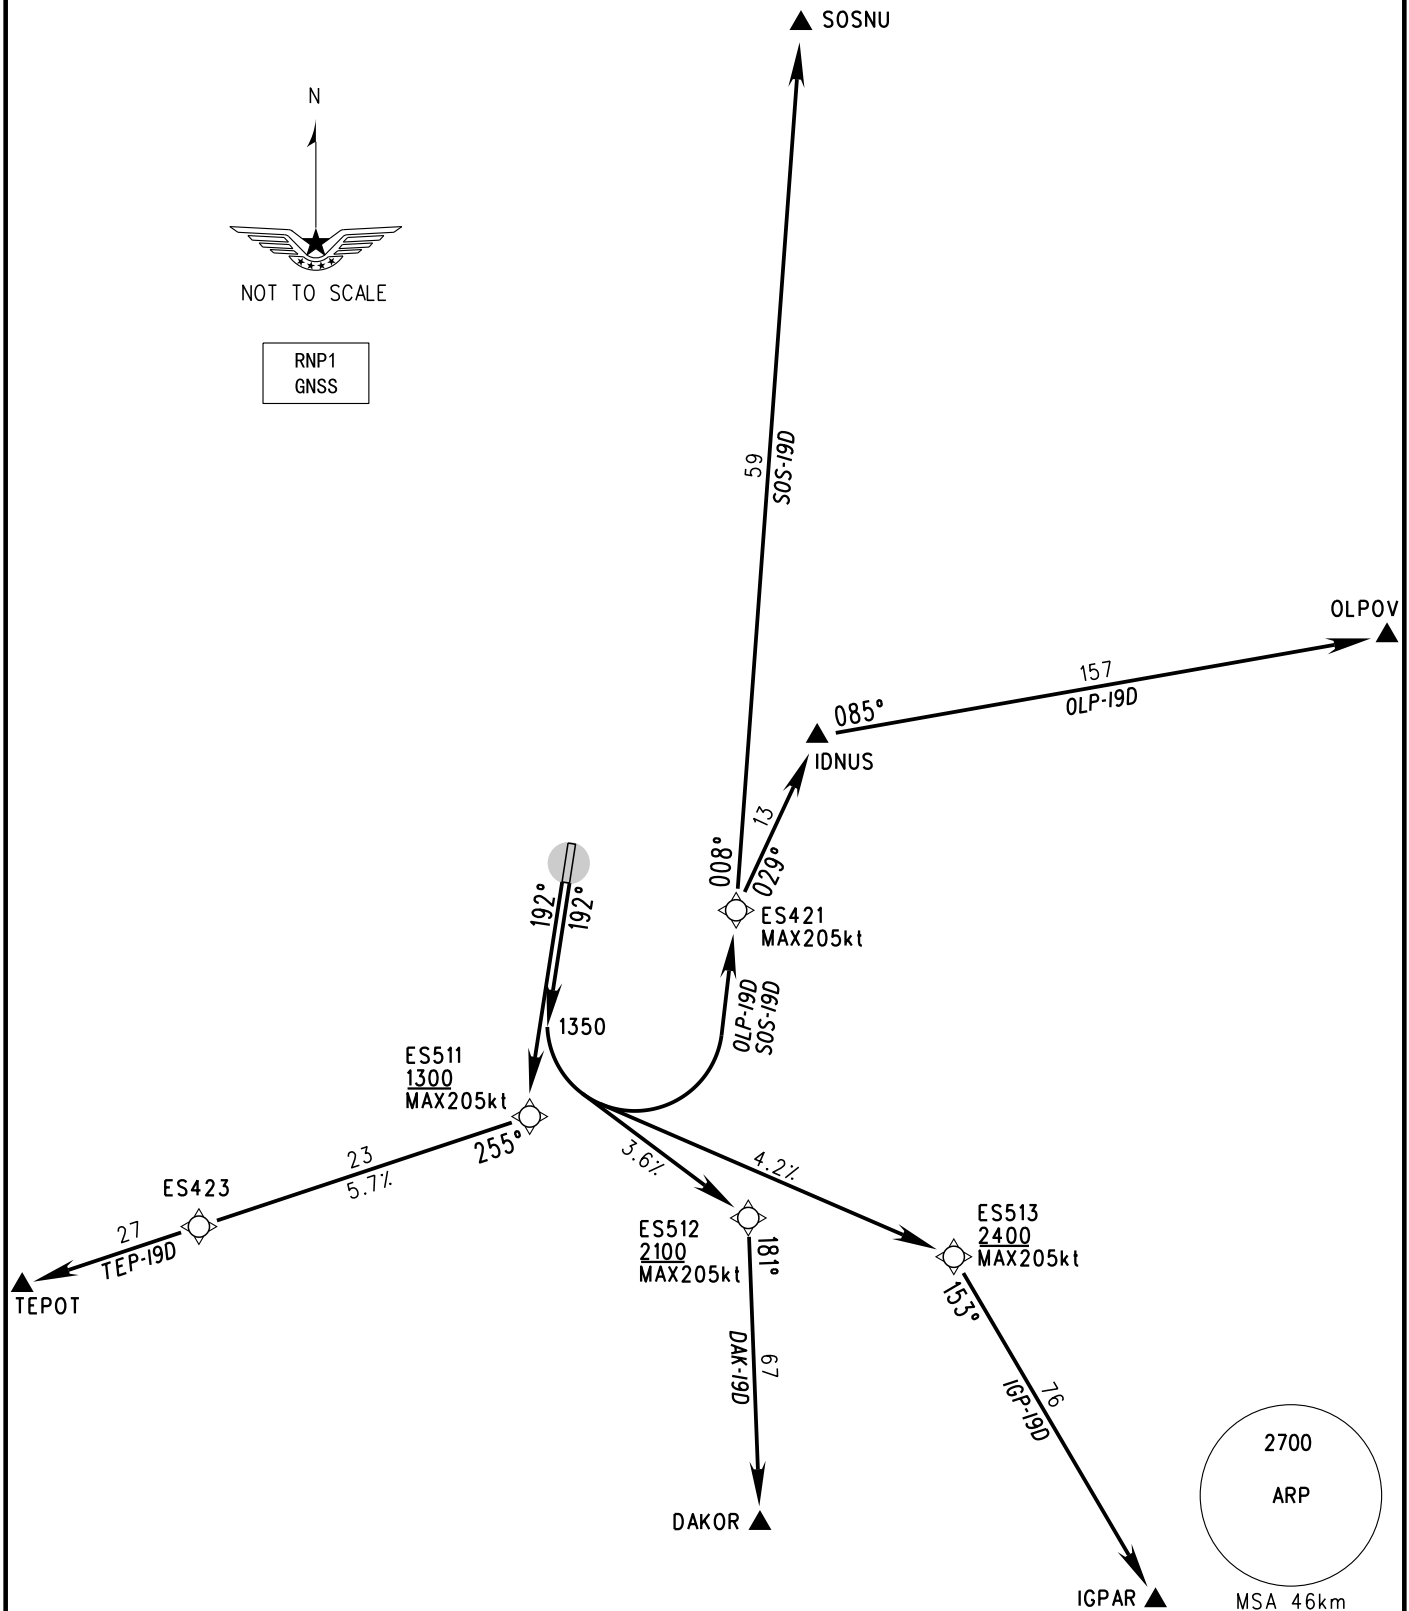 SOSNU
N
NOT TO SCALE
RNP1
GNSS
59
SOS-19D
OLPOV
157
OLP-19D
085°
IDNUS
13
008°
029°
192°
192°
ES421
MAX205kt
OLP-19D
SOS-19D
1350
ES511
1300
MAX205kt
255°
23
5.7%
3.6%
4.2%
ES423
27
TEP-19D
TEPOT
ES512
2100
MAX205kt
181°
ES513
2400
MAX205kt
153°
DAK-19D
67
76
IGP-19D
2700
ARP
DAKOR
IGPAR
MSA 46km